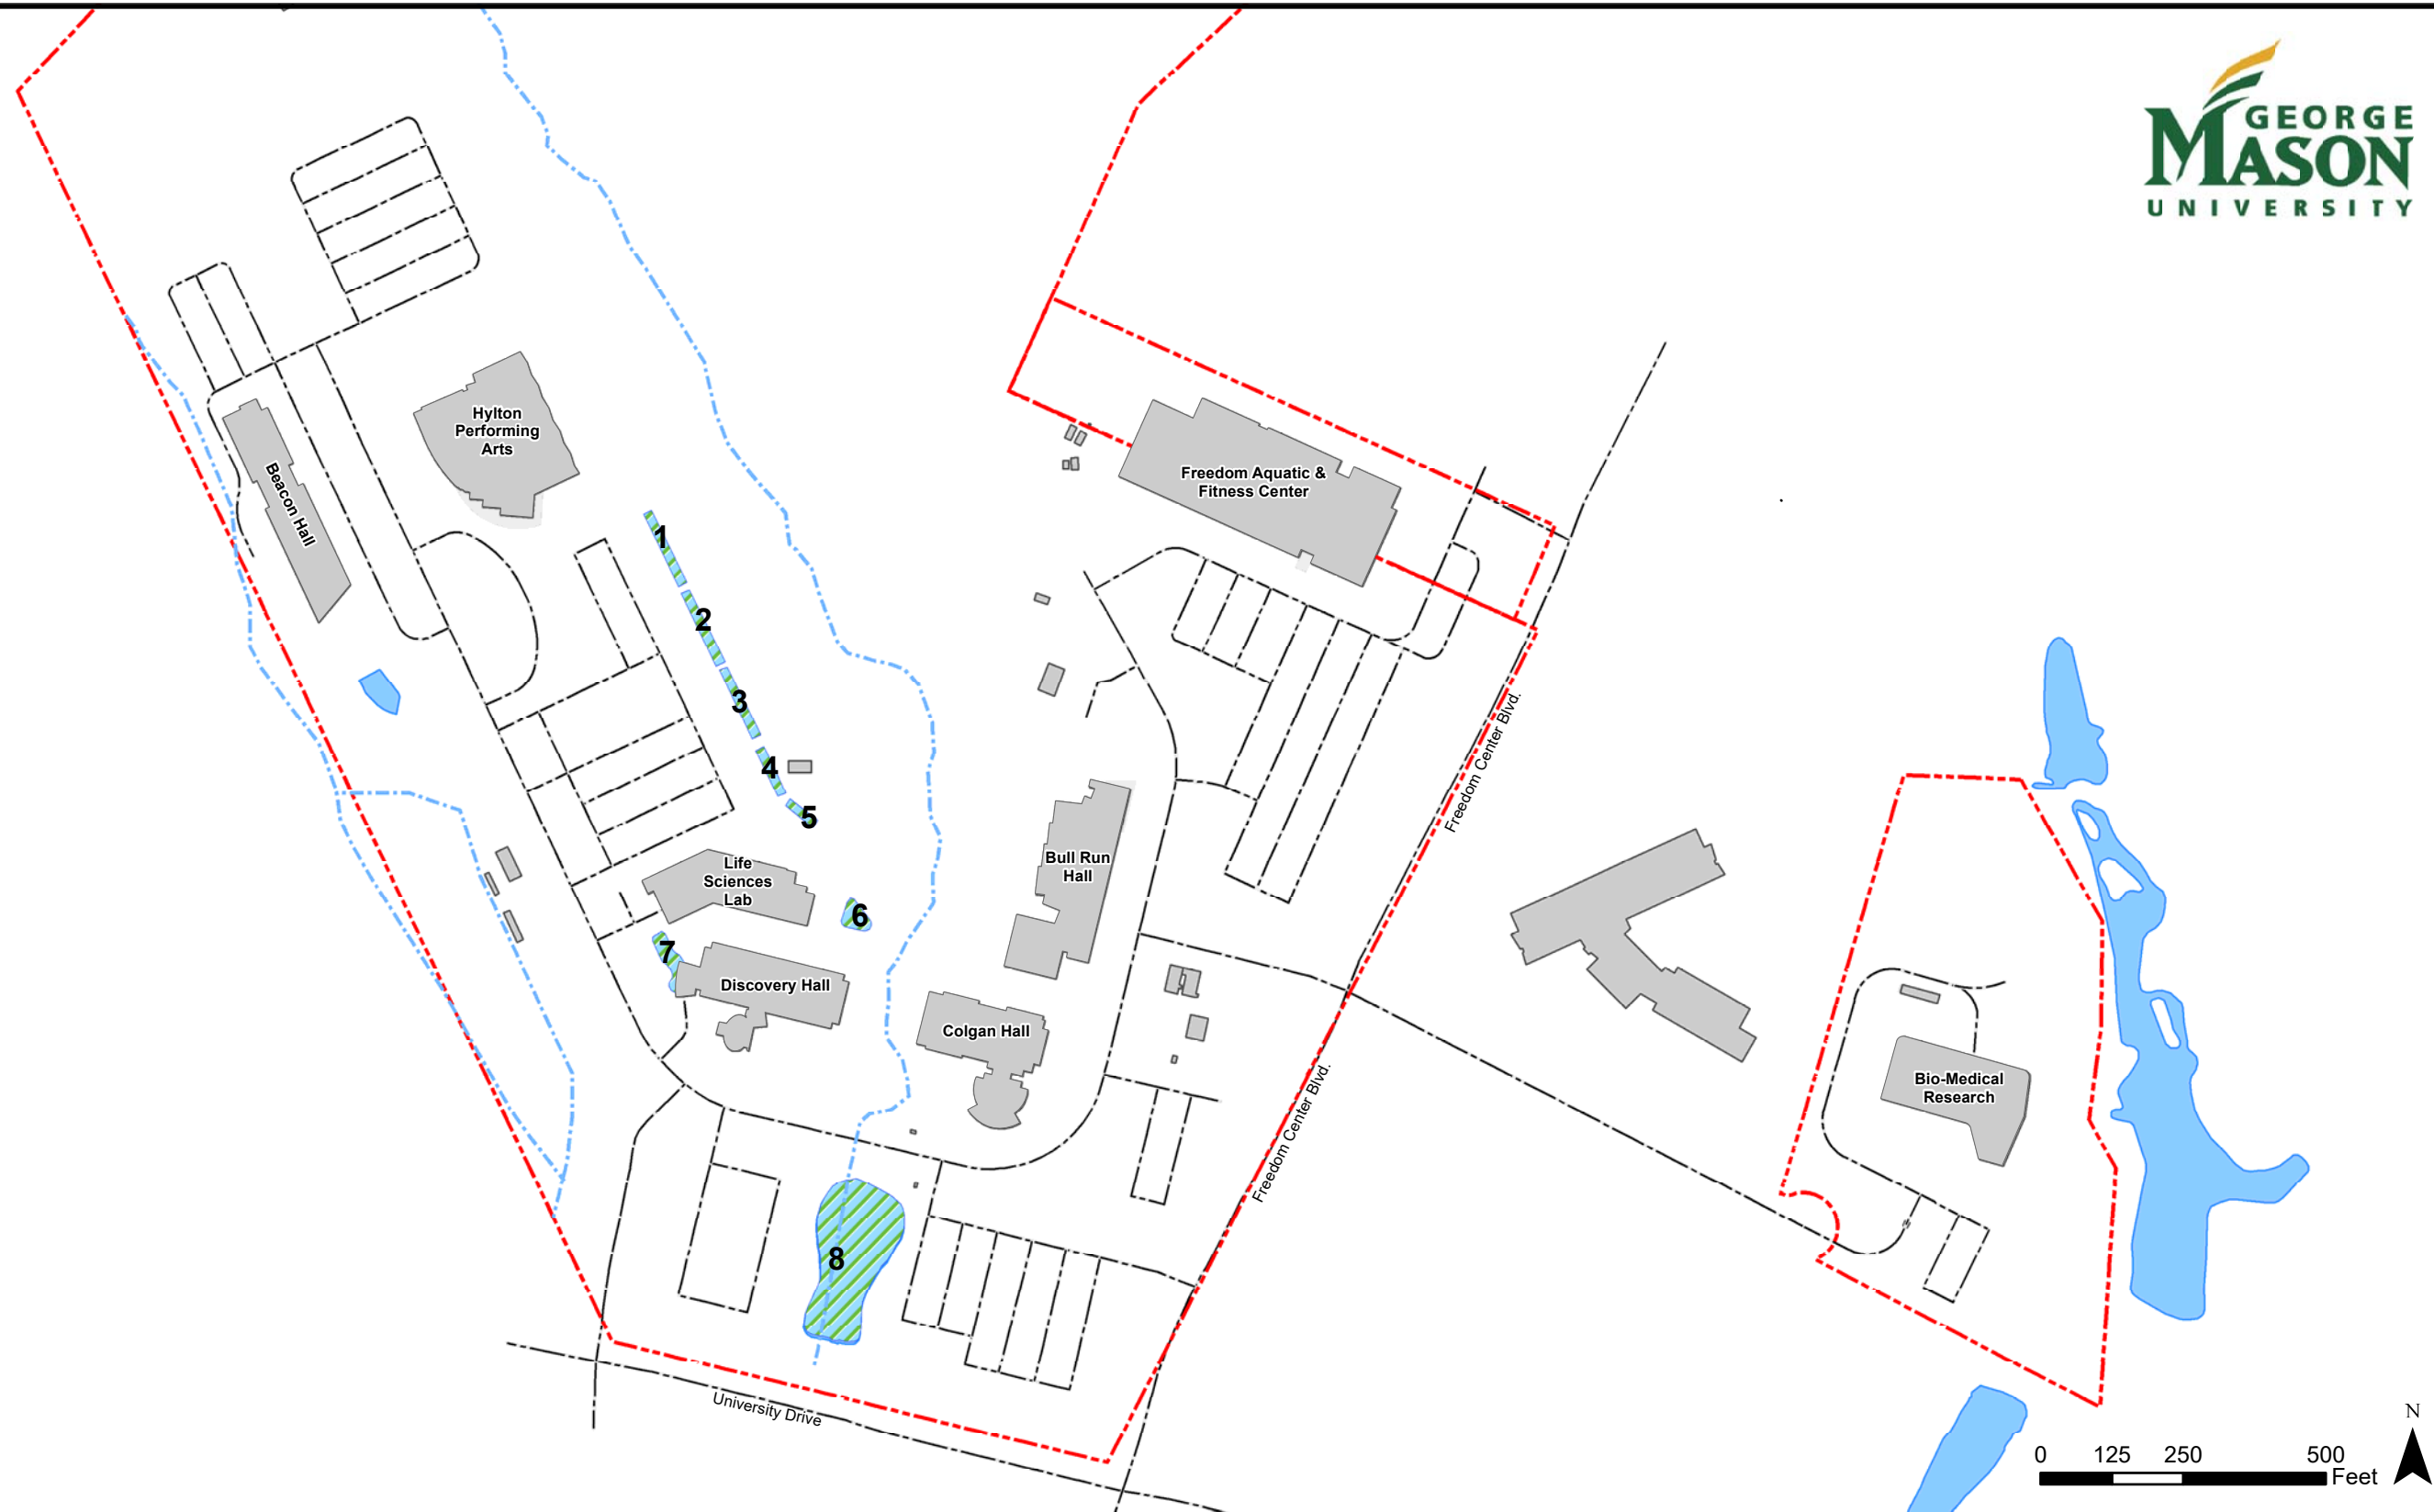 GEORGE
MASON
UNIVERSITY
Hylton
Performing
Arts
Beacon Hall
Freedom Aquatic &
Fitness Center
1
2
3
4
5
Freedom Center Blvd.
Life
Sciences
Lab
Bull Run
Hall
6
7
Discovery Hall
Colgan Hall
Bio-Medical
Research
Freedom Center Blvd.
8
University Drive
N
0 125 250 500
Feet